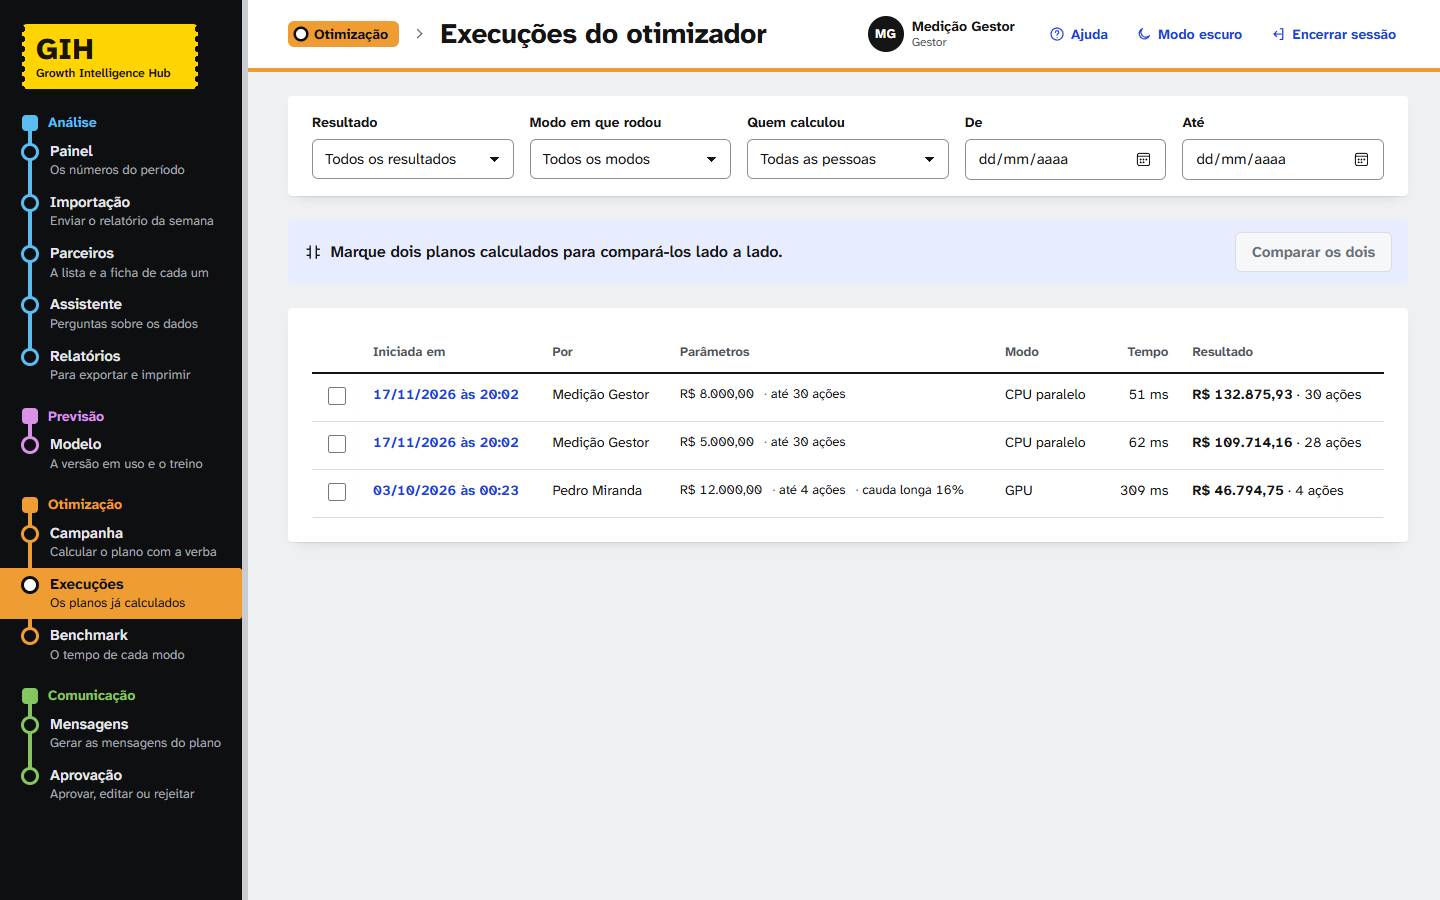 GIH
Growth Intelligence Hub
Análise
Painel
Os números do período
Importação
Enviar o relatório da semana
Parceiros
A lista e a ficha de cada um
Assistente
Perguntas sobre os dados
Relatórios
Para exportar e imprimir
Previsão
Modelo
A versão em uso e o treino
Otimização
Campanha
Calcular o plano com a verba
Execuções
Os planos já calculados
Benchmark
O tempo de cada modo
Comunicação
Mensagens
Gerar as mensagens do plano
Aprovação
Aprovar, editar ou rejeitar
Otimização
Execuções do otimizador
MG
Medição Gestor
Gestor
Ajuda
Modo escuro
Encerrar sessão
Resultado
Todos os resultados
Modo em que rodou
Todos os modos
Quem calculou
Todas as pessoas
De
dd/mm/aaaa
Até
dd/mm/aaaa
Marque dois planos calculados para compará-los lado a lado.
Comparar os dois
Iniciada em Por Parâmetros Modo Tempo Resultado
17/11/2026 às 20:02 Medição Gestor R$ 8.000,00 · até 30 ações CPU paralelo 51 ms R$ 132.875,93 · 30 ações
17/11/2026 às 20:02 Medição Gestor R$ 5.000,00 · até 30 ações CPU paralelo 62 ms R$ 109.714,16 · 28 ações
03/10/2026 às 00:23 Pedro Miranda R$ 12.000,00 · até 4 ações · cauda longa 16% GPU 309 ms R$ 46.794,75 · 4 ações